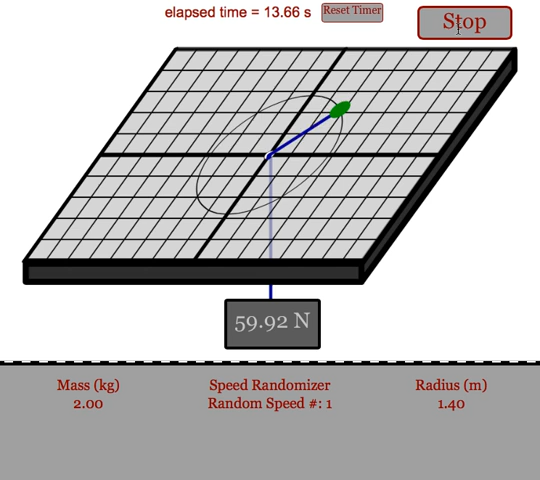 elapsed time = 13.66 s
Reset Timer
Stop
59.92 N
Mass (kg)
2.00
Speed Randomizer
Random Speed #: 1
Radius (m)
1.40